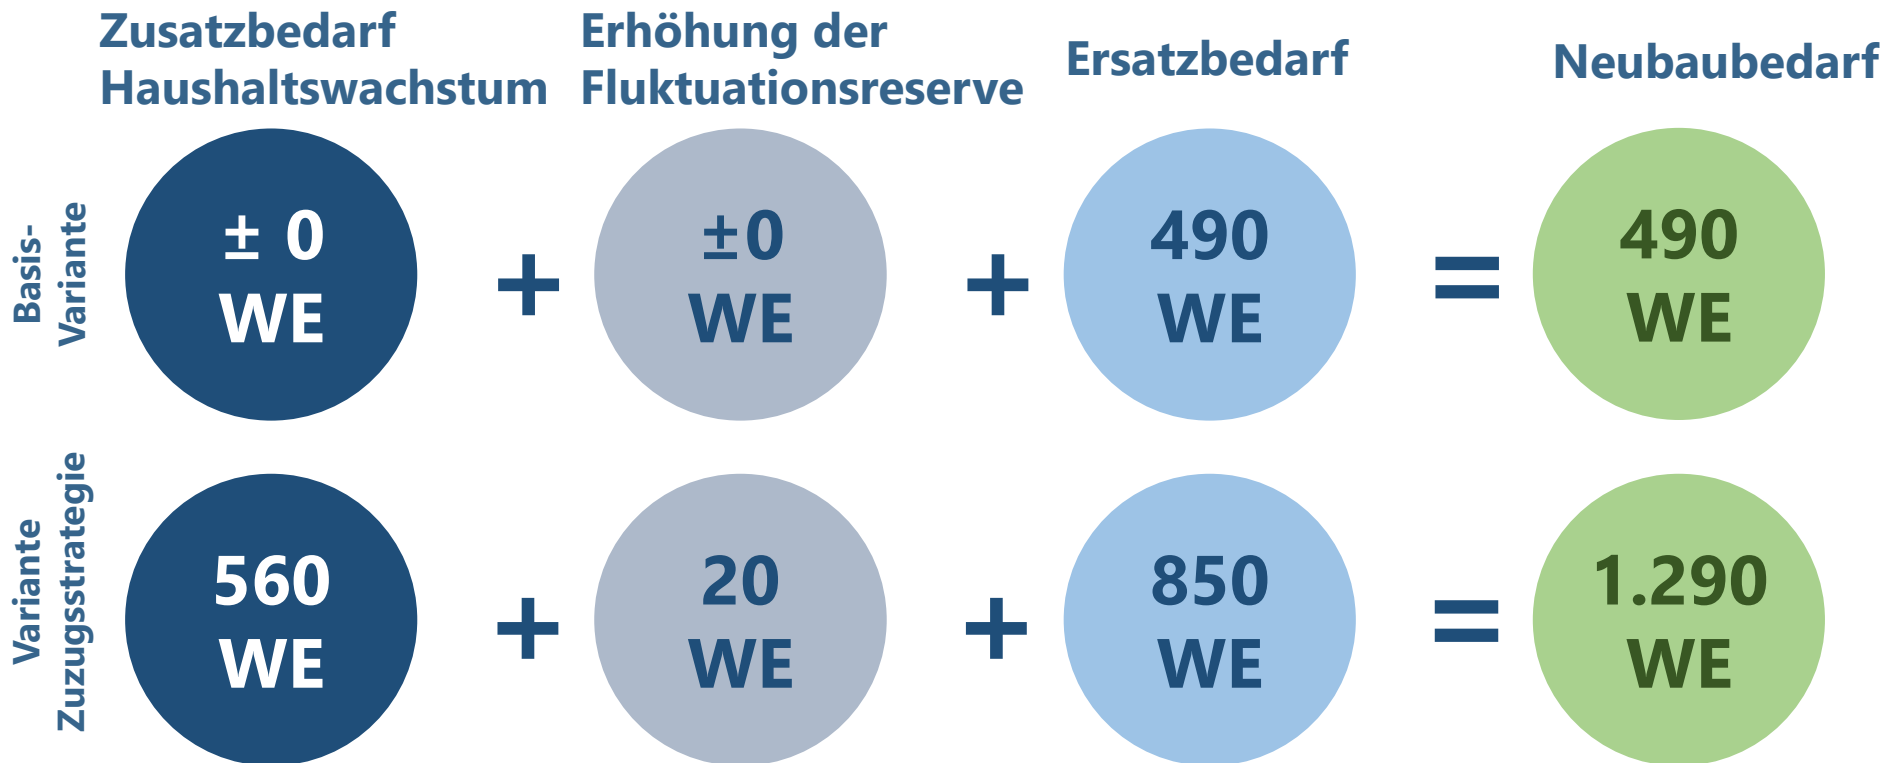 Zusatzbedarf
Haushaltswachstum
Erhöhung der
Fluktuationsreserve
Ersatzbedarf
Neubaubedarf
Basis-
Variante
± 0
WE
+
±0
WE
+
490
WE
=
490
WE
Variante
Zuzugsstrategie
560
WE
+
20
WE
+
850
WE
=
1.290
WE